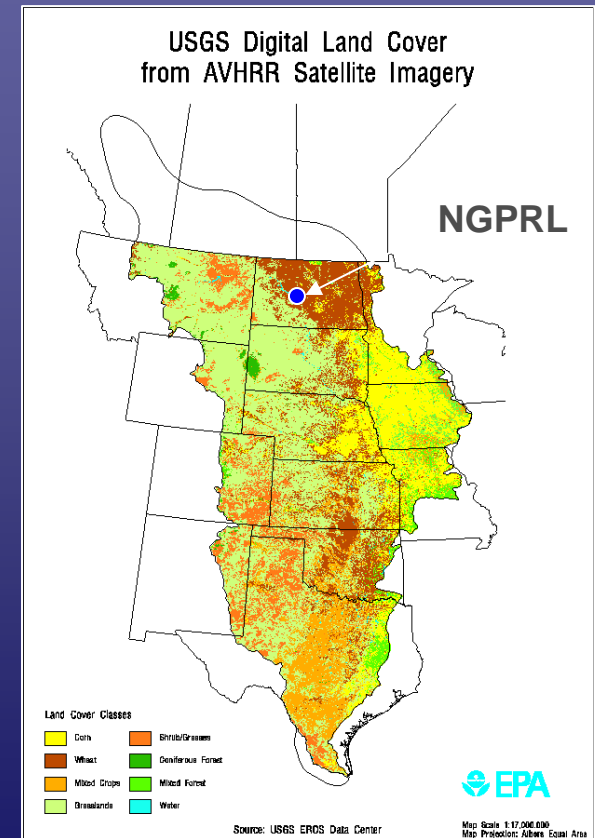 USGS Digital Land Cover
from AVHRR Satellite Imagery
NGPRL
Land Cover Classes
Corn
Wheat
Mixed Crops
Grasslands
Shrub/Grasses
Coniferous Forest
Mixed Forest
Water
EPA
Source: USGS EROS Data Center
Map Scale 1:17,000,000
Map Projection: Albers Equal Area